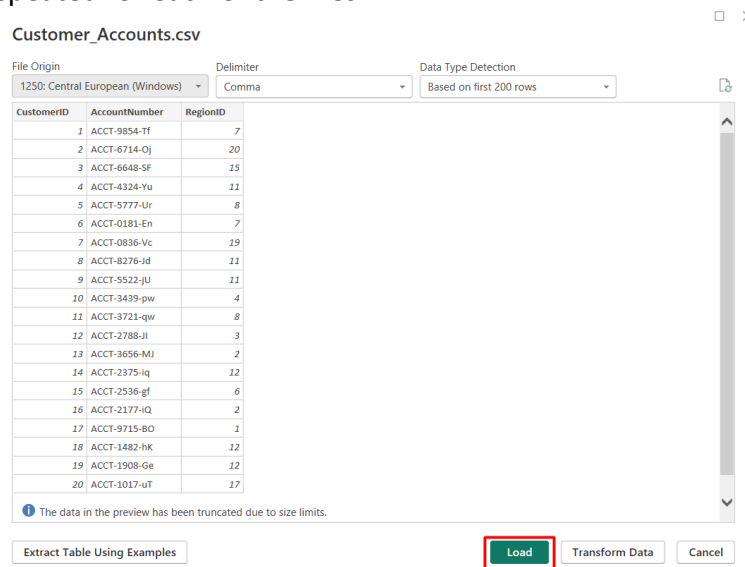 Customer_Accounts.csv
File Origin Delimiter Data Type Detection
1250: Central European (Windows) Comma Based on first 200 rows
CustomerID AccountNumber RegionID
1 ACCT-9854-Tf 7
2 ACCT-6714-Oj 20
3 ACCT-6648-SF 15
4 ACCT-4324-Yu 11
5 ACCT-5777-Ur 8
6 ACCT-0181-En 7
7 ACCT-0836-Vc 19
8 ACCT-8276-Jd 11
9 ACCT-5522-jU 11
10 ACCT-3439-pw 4
11 ACCT-3721-qw 8
12 ACCT-2788-JI 3
13 ACCT-3656-MJ 2
14 ACCT-2375-iq 12
15 ACCT-2536-gf 6
16 ACCT-2177-iQ 2
17 ACCT-9715-BO 1
18 ACCT-1482-hK 12
19 ACCT-1908-Ge 12
20 ACCT-1017-uT 17
The data in the preview has been truncated due to size limits.
Extract Table Using Examples Load Transform Data Cancel